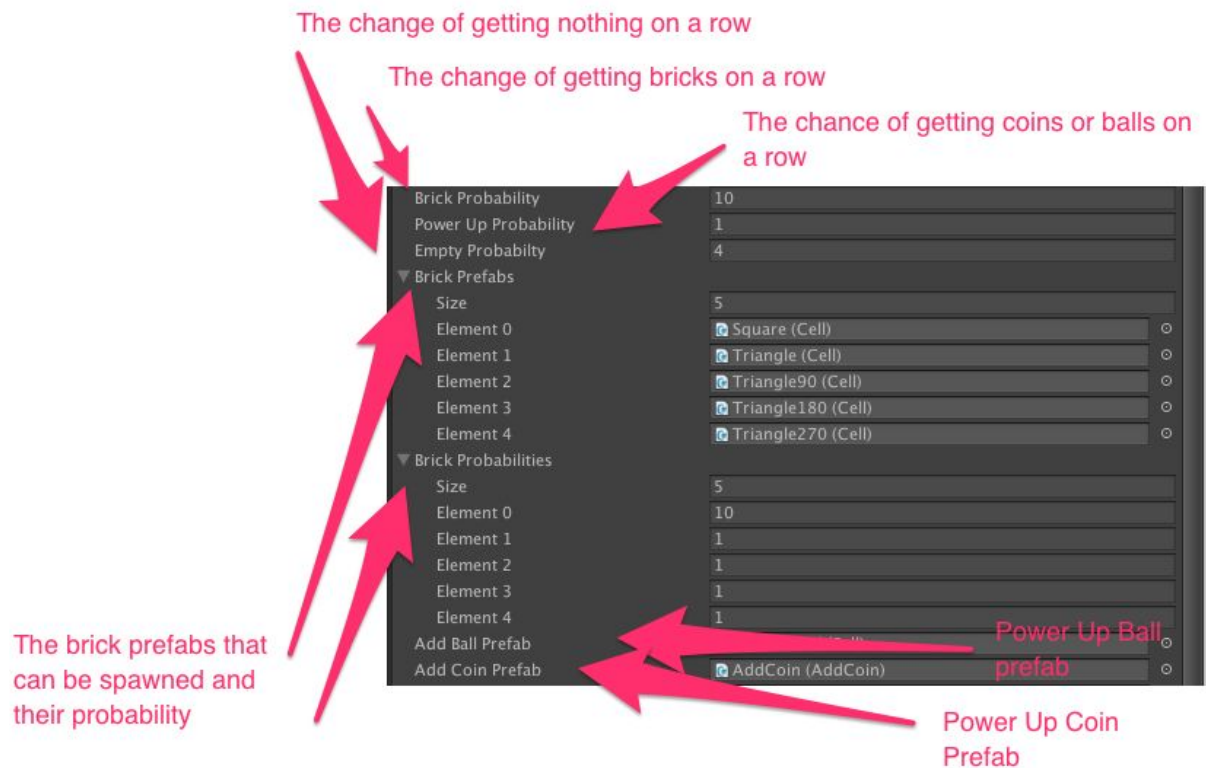 The change of getting nothing on a row
The change of getting bricks on a row
The chance of getting coins or balls on
a row
Brick Probability 10
Power Up Probability 1
Empty Probabilty 4
Brick Prefabs
Size 5
Element 0 Square (Cell)
Element 1 Triangle (Cell)
Element 2 Triangle90 (Cell)
Element 3 Triangle180 (Cell)
Element 4 Triangle270 (Cell)
Brick Probabilities
Size 5
Element 0 10
Element 1 1
Element 2 1
Element 3 1
Element 4 1
Add Ball Prefab
Add Coin Prefab AddCoin (AddCoin)
The brick prefabs that
can be spawned and
their probability
Power Up Ball
prefab
Power Up Coin
Prefab